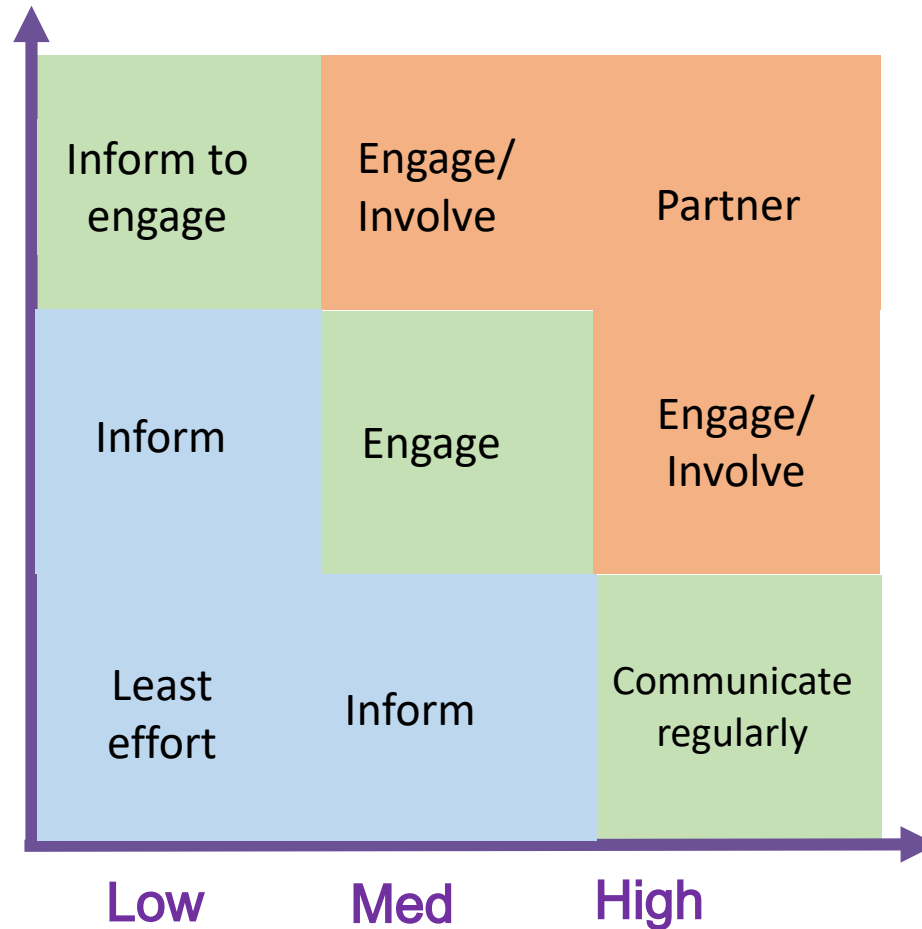 Inform to
engage
Engage/
Involve
Partner
Inform
Engage
Engage/
Involve
Least
effort
Inform
Communicate
regularly
Low
Med
High